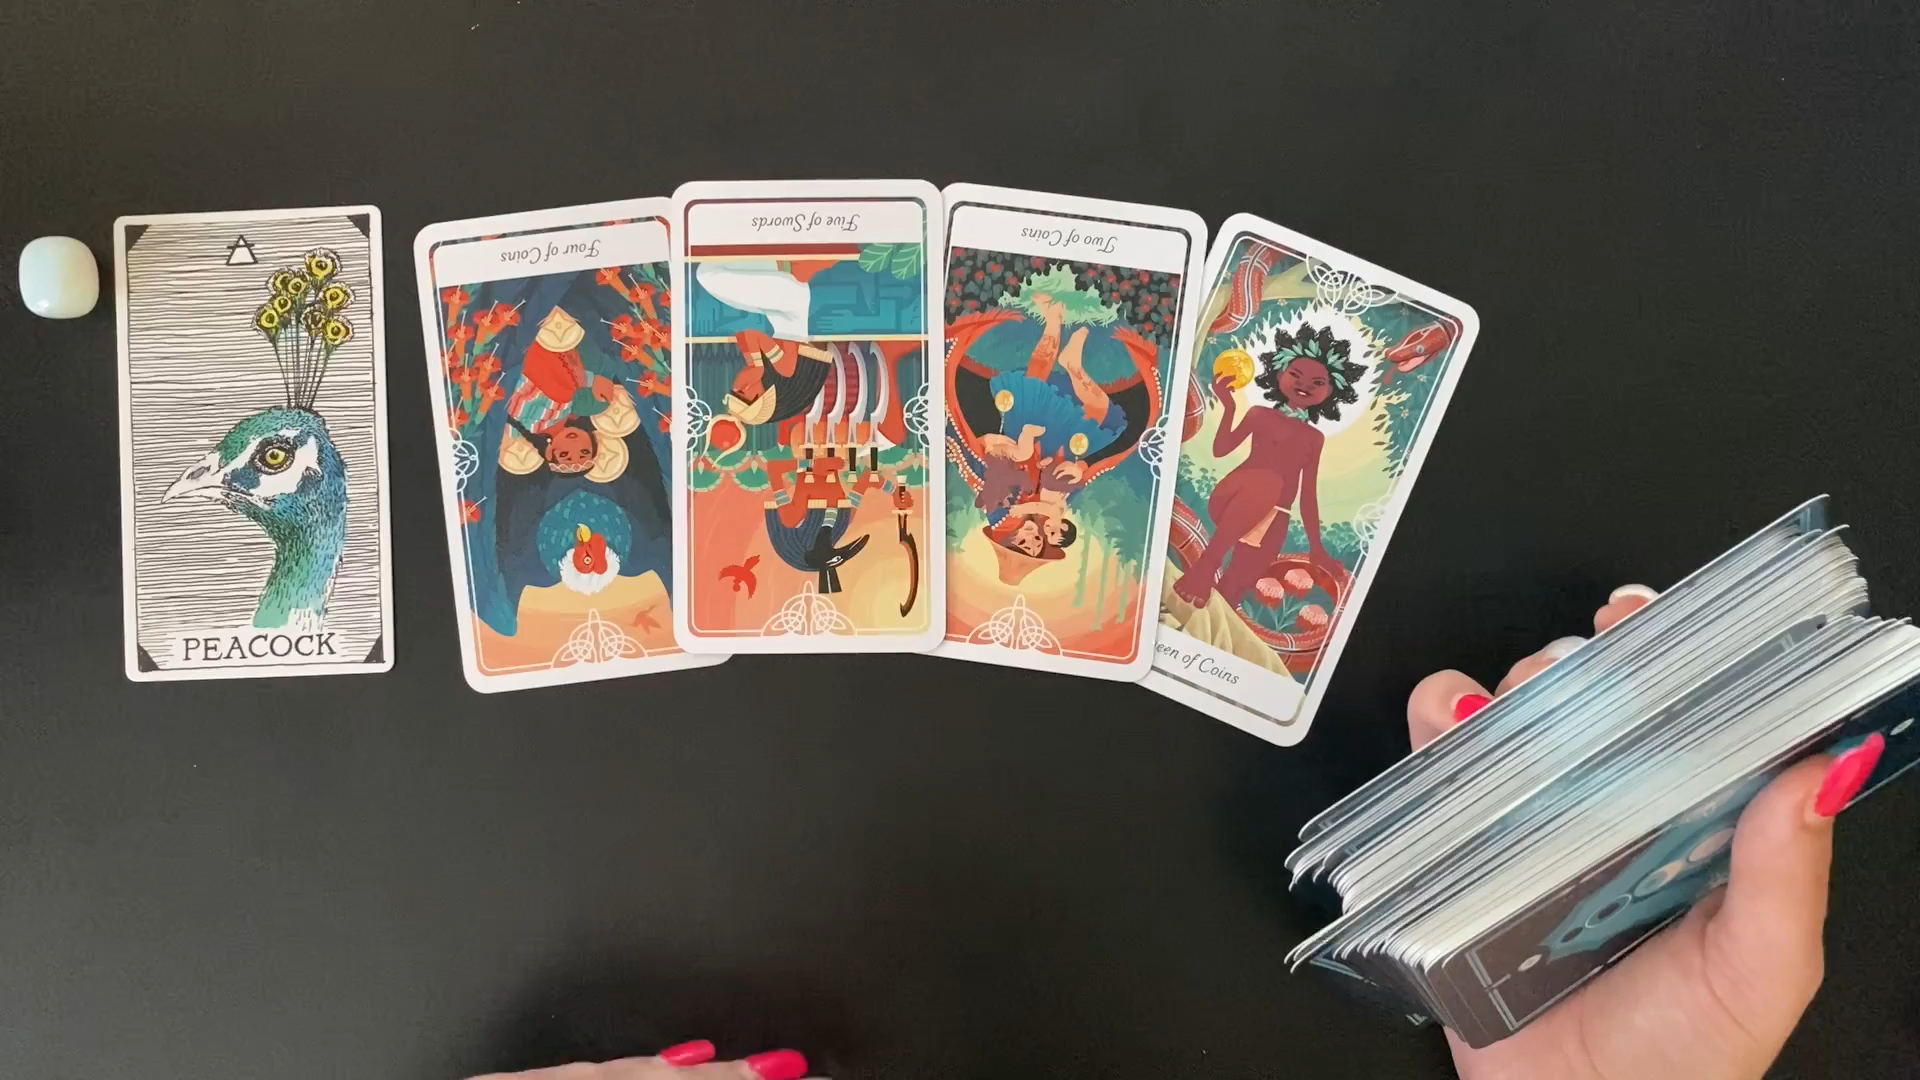 PEACOCK
Four of Coins
Five of Swords
Two of Coins
een of Coins